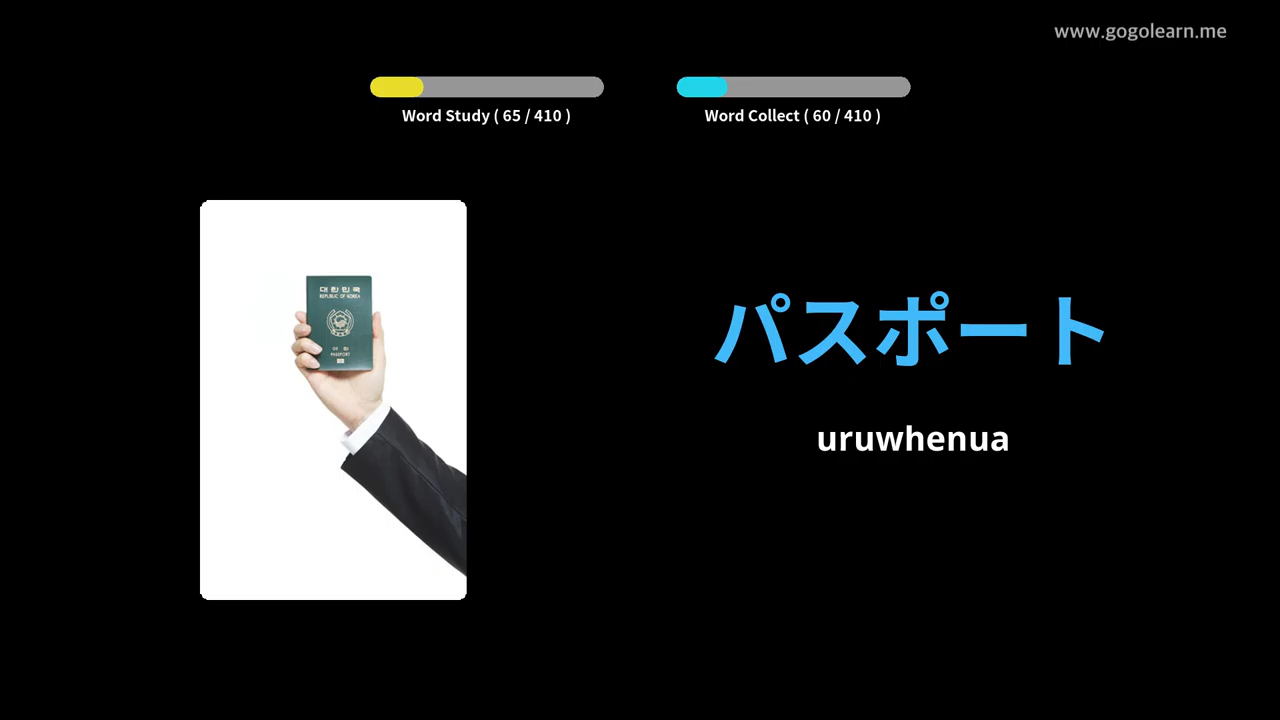 www.gogolearn.me
Word Study ( 65 / 410 )
Word Collect ( 60 / 410 )
대한민국
REPUBLIC OF KOREA
PASSPORT
パスポート
uruwhenua